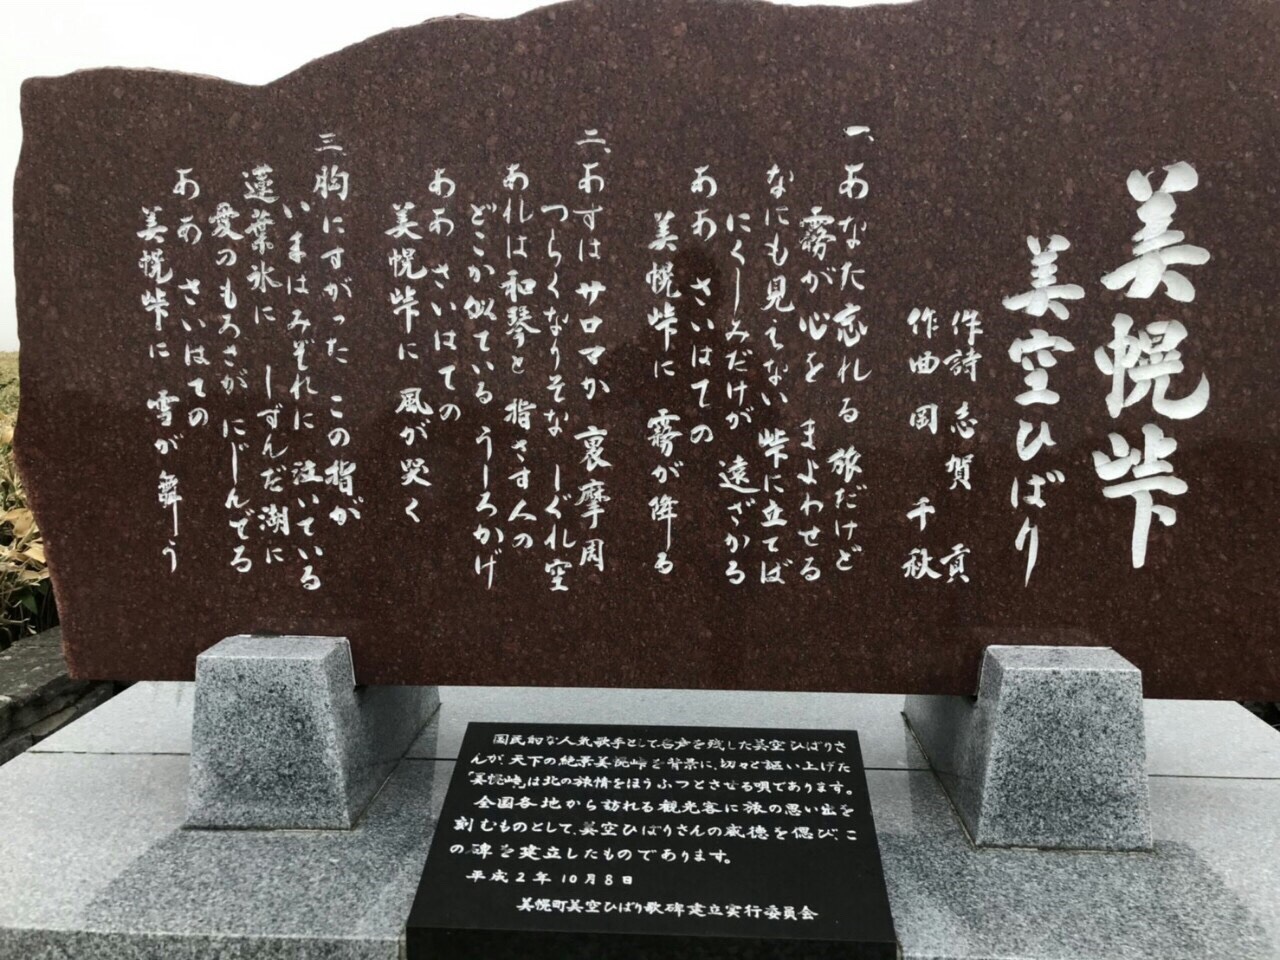 美幌峠
美空ひばり
作詩 志賀 貢
作曲 岡 千秋
一、あなた忘れる 旅だけど
霧が心を まよわせる
なにも見えない 峠に立てば
にくしみだけが 遠ざかる
ああ さいはての
美幌峠に 霧が降る
二、あすは サロマか 裏摩周
つらくなりそな しぐれ空
あれは和琴と 指さす人の
どこか似ている うしろかげ
ああ さいはての
美幌峠に 風が哭く
三、胸にすがった この指が
いまはみぞれに 泣いている
蓮葉氷に しずんだ湖に
愛のもろさが にじんでる
ああ さいはての
美幌峠に 雪が舞う
国民的な人気歌手として名声を残した美空ひばりさ
んが、天下の絶景美幌峠を背景に、切々と謳い上げた
「美幌峠」は北の旅情をほうふつとさせる唄であります。
全国各地から訪れる観光客に旅の思い出を
刻むものとして、美空ひばりさんの威徳を偲び、こ
の碑を建立したものであります。
平成2年10月8日
美幌町美空ひばり歌碑建立実行委員会